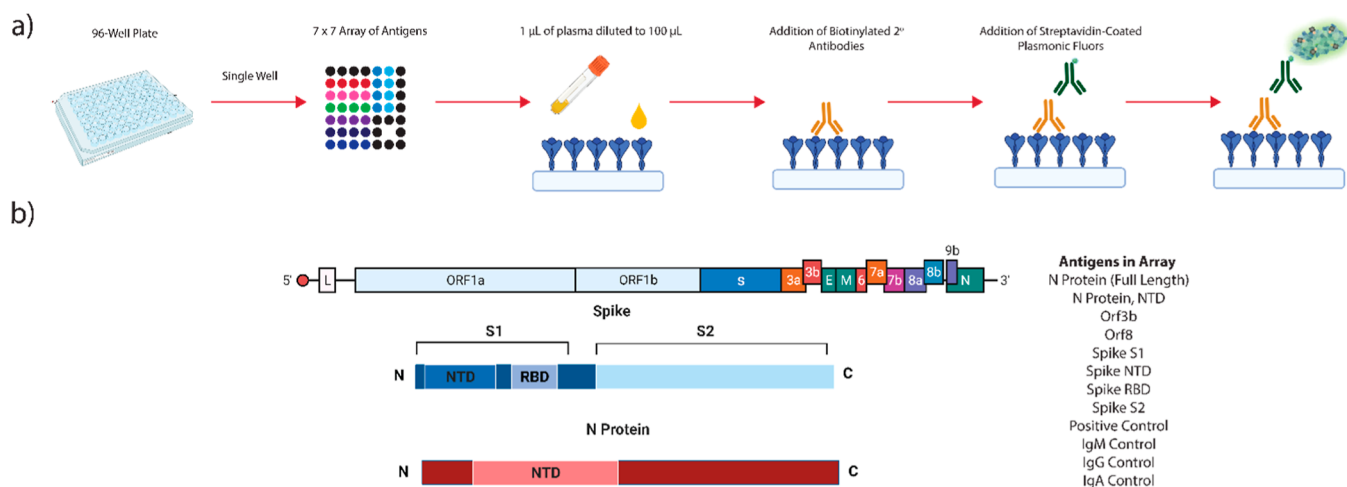 a)
96-Well Plate
Single Well
7 x 7 Array of Antigens
1 µL of plasma diluted to 100 µL
Addition of Biotinylated 2°
Antibodies
Addition of Streptavidin-Coated
Plasmonic Fluors
b)
5'
L
ORF1a
ORF1b
S
3a
3b
E
M
6
7a
7b
8a
8b
9b
N
3'
Spike
S1
S2
N
NTD
RBD
C
N Protein
N
NTD
C
Antigens in Array
N Protein (Full Length)
N Protein, NTD
Orf3b
Orf8
Spike S1
Spike NTD
Spike RBD
Spike S2
Positive Control
IgM Control
IgG Control
IgA Control